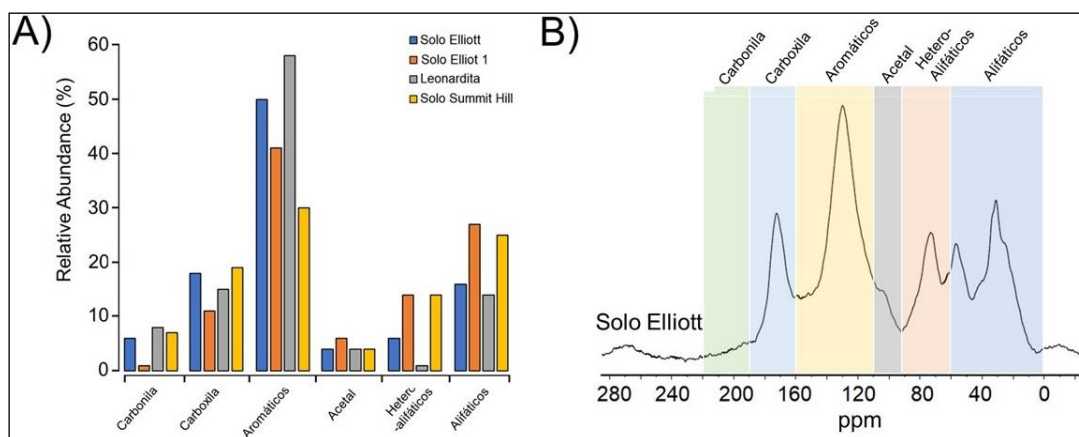 A)
Relative Abundance (%)
60
50
40
30
20
10
0
Solo Elliott
Solo Elliot 1
Leonardita
Solo Summit Hill
Carbonila
Carboxila
Aromáticos
Acetal
Hetero
-alifáticos
Alifáticos
B)
Carbonila
Carboxila
Aromáticos
Acetal
Hetero-
Alifáticos
Alifáticos
Solo Elliott
280 240 200 160 120 80 40 0
ppm